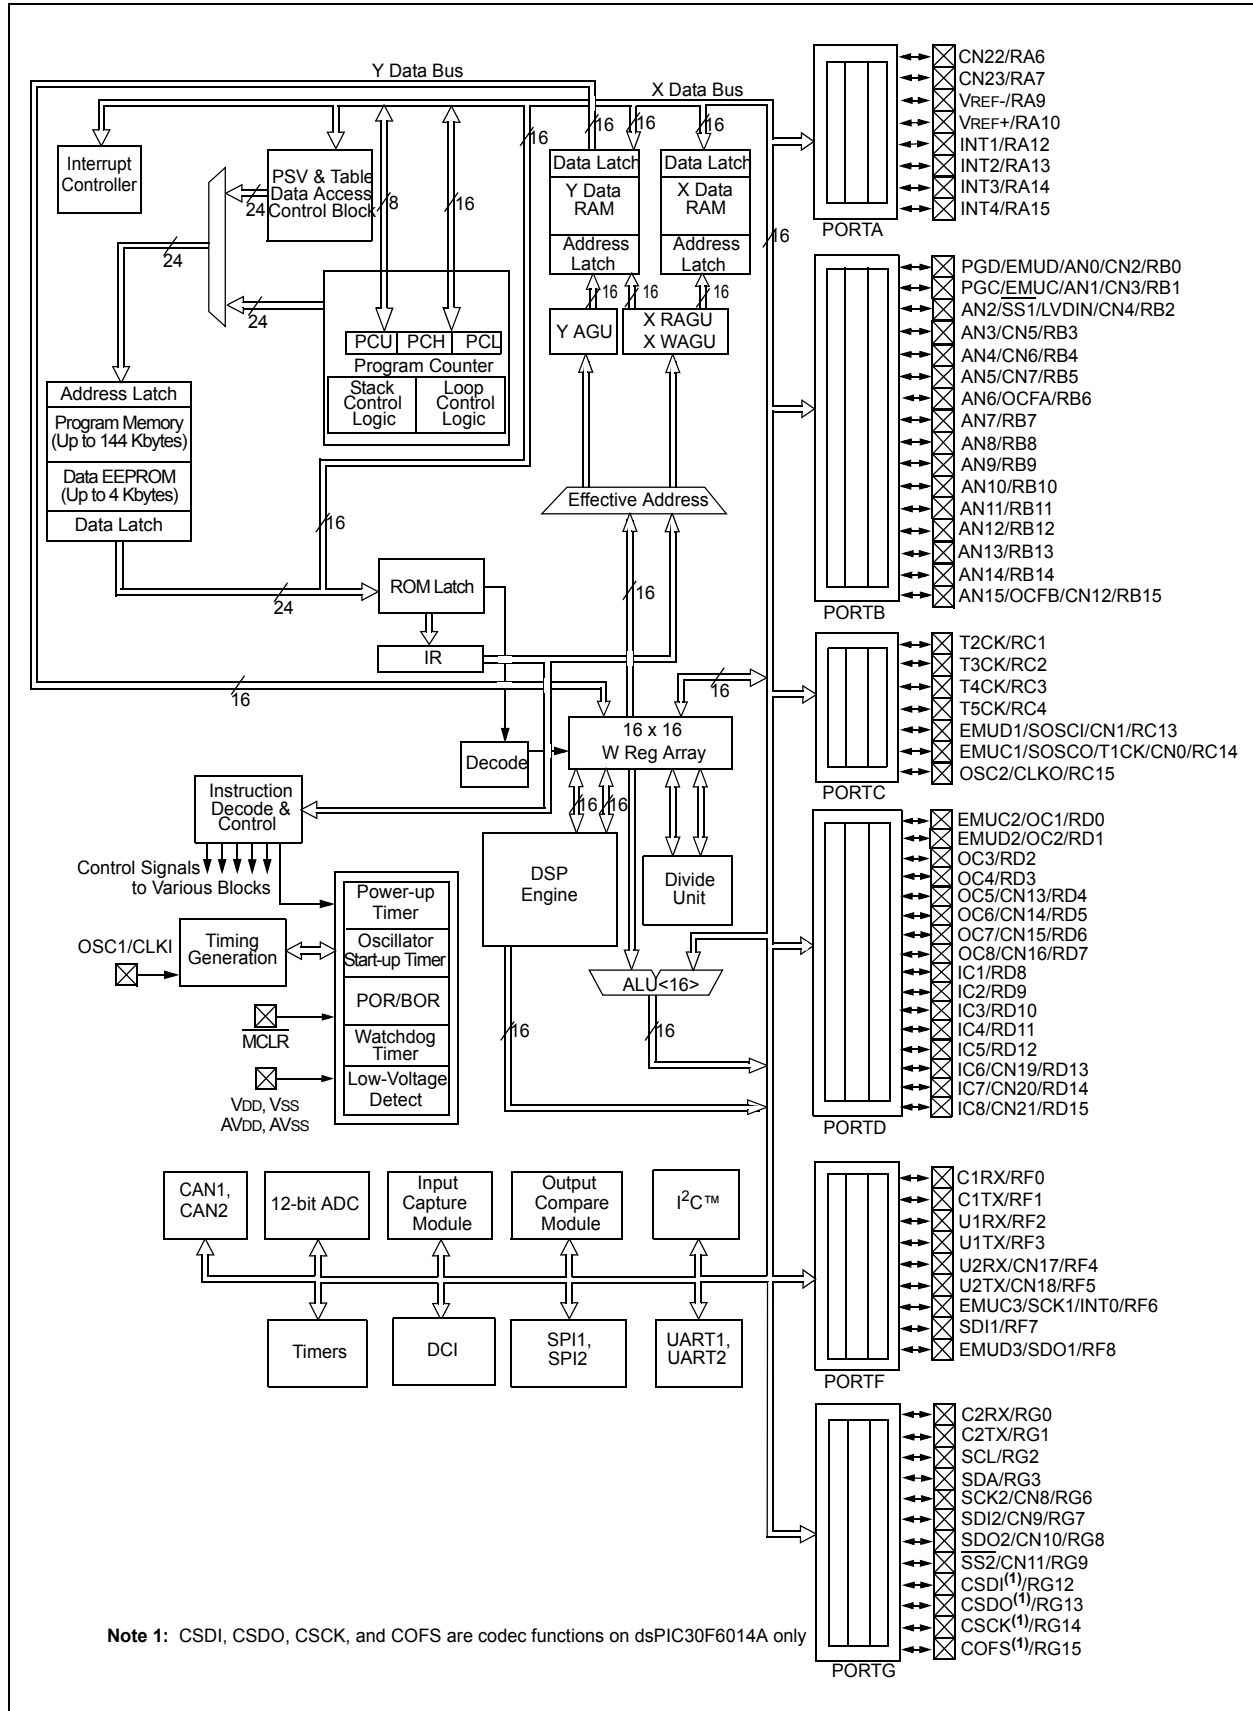 Y Data Bus
X Data Bus
16
16
16
16
16
Interrupt
Controller
PSV & Table
Data Access
Control Block
24
8
16
24
24
Data Latch
Y Data
RAM
Address
Latch
Data Latch
X Data
RAM
Address
Latch
16
16
16
Y AGU
X RAGU
X WAGU
PCU
PCH
PCL
Program Counter
Stack
Control
Logic
Loop
Control
Logic
Address Latch
Program Memory
(Up to 144 Kbytes)
Data EEPROM
(Up to 4 Kbytes)
Data Latch
Effective Address
16
24
ROM Latch
16
IR
16
16
16 x 16
W Reg Array
Decode
Instruction
Decode &
Control
16
16
Control Signals
to Various Blocks
DSP
Engine
Divide
Unit
Power-up
Timer
Oscillator
Start-up Timer
POR/BOR
Watchdog
Timer
Low-Voltage
Detect
OSC1/CLKI
Timing
Generation
MCLR
VDD, VSS
AVDD, AVSS
ALU<16>
16
16
CAN1,
CAN2
12-bit ADC
Input
Capture
Module
Output
Compare
Module
I²C™
Timers
DCI
SPI1,
SPI2
UART1,
UART2
CN22/RA6
CN23/RA7
VREF-/RA9
VREF+/RA10
INT1/RA12
INT2/RA13
INT3/RA14
INT4/RA15
PORTA
PGD/EMUD/AN0/CN2/RB0
PGC/EMUC/AN1/CN3/RB1
AN2/SS1/LVDIN/CN4/RB2
AN3/CN5/RB3
AN4/CN6/RB4
AN5/CN7/RB5
AN6/OCFA/RB6
AN7/RB7
AN8/RB8
AN9/RB9
AN10/RB10
AN11/RB11
AN12/RB12
AN13/RB13
AN14/RB14
AN15/OCFB/CN12/RB15
PORTB
T2CK/RC1
T3CK/RC2
T4CK/RC3
T5CK/RC4
EMUD1/SOSCI/CN1/RC13
EMUC1/SOSCO/T1CK/CN0/RC14
OSC2/CLKO/RC15
PORTC
EMUC2/OC1/RD0
EMUD2/OC2/RD1
OC3/RD2
OC4/RD3
OC5/CN13/RD4
OC6/CN14/RD5
OC7/CN15/RD6
OC8/CN16/RD7
IC1/RD8
IC2/RD9
IC3/RD10
IC4/RD11
IC5/RD12
IC6/CN19/RD13
IC7/CN20/RD14
IC8/CN21/RD15
PORTD
C1RX/RF0
C1TX/RF1
U1RX/RF2
U1TX/RF3
U2RX/CN17/RF4
U2TX/CN18/RF5
EMUC3/SCK1/INT0/RF6
SDI1/RF7
EMUD3/SDO1/RF8
PORTF
C2RX/RG0
C2TX/RG1
SCL/RG2
SDA/RG3
SCK2/CN8/RG6
SDI2/CN9/RG7
SDO2/CN10/RG8
SS2/CN11/RG9
CSDI(1)/RG12
CSDO(1)/RG13
CSCK(1)/RG14
COFS(1)/RG15
PORTG
Note 1: CSDI, CSDO, CSCK, and COFS are codec functions on dsPIC30F6014A only